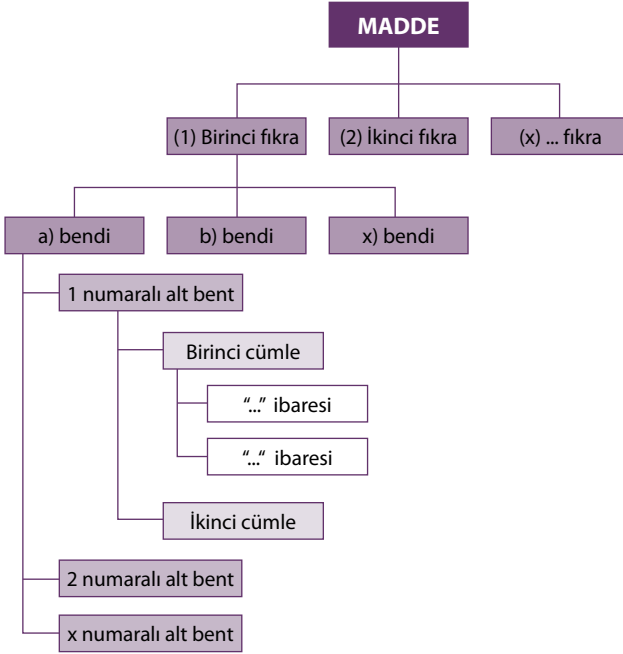 MADDE
(1) Birinci fıkra
(2) İkinci fıkra
(x) ... fıkra
a) bendi
b) bendi
x) bendi
1 numaralı alt bent
Birinci cümle
“...” ibaresi
“...“ ibaresi
İkinci cümle
2 numaralı alt bent
x numaralı alt bent